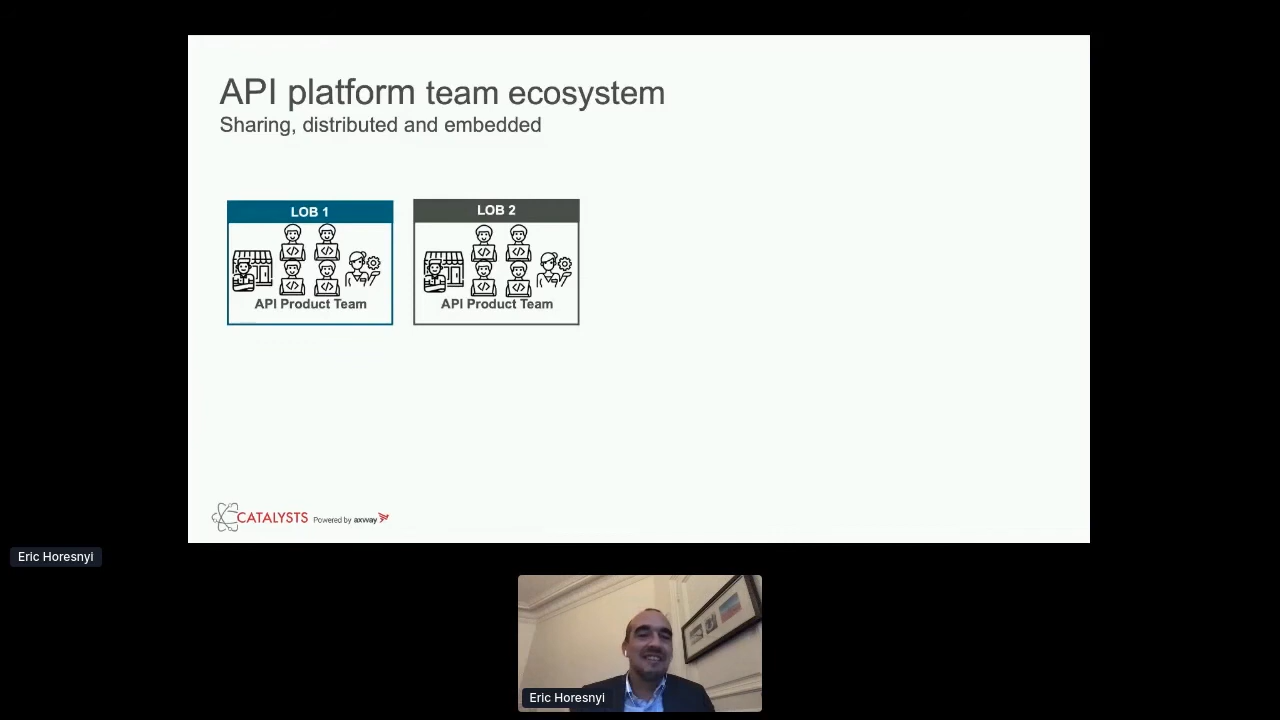 API platform team ecosystem
Sharing, distributed and embedded
LOB 1
LOB 2
API Product Team
API Product Team
CATALYSTS Powered by axway
Eric Horesnyi
Eric Horesnyi